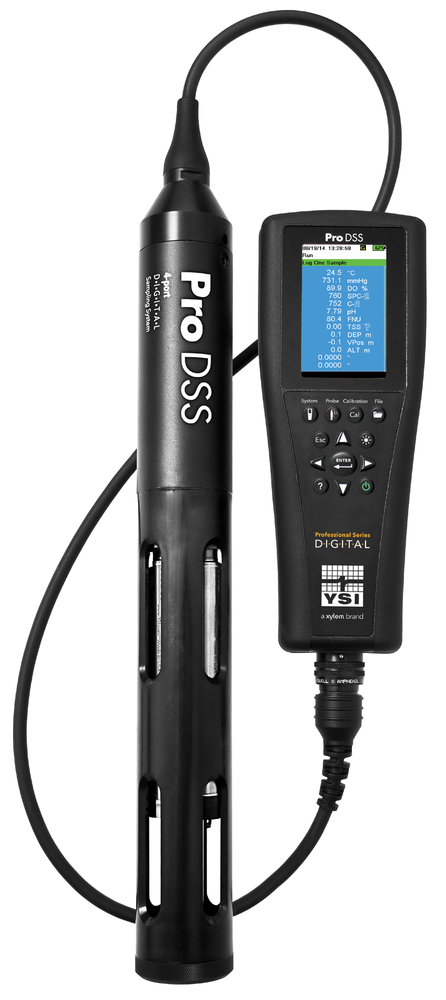 Pro DSS
08/19/14 13:28:59 G 62%
Run
Log One Sample
24.5 °C
731.1 mmHg
89.9 DO %
760 SPC-uS/cm
752 C-uS/cm
7.79 pH
80.4 FNU
0.00 TSS mg/L
0.1 DEP m
-0.1 VPos m
0.0 ALT m
0.0000 °
0.0000 °
System Probe Calibration File
Cal
Esc
ENTER
?
Professional Series
D·I·G·I·T·A·L
YSI
a xylem brand
AMPHENOL
Pro DSS
4-port
D·I·G·I·T·A·L
Sampling System
www.YSI.com Made in USA